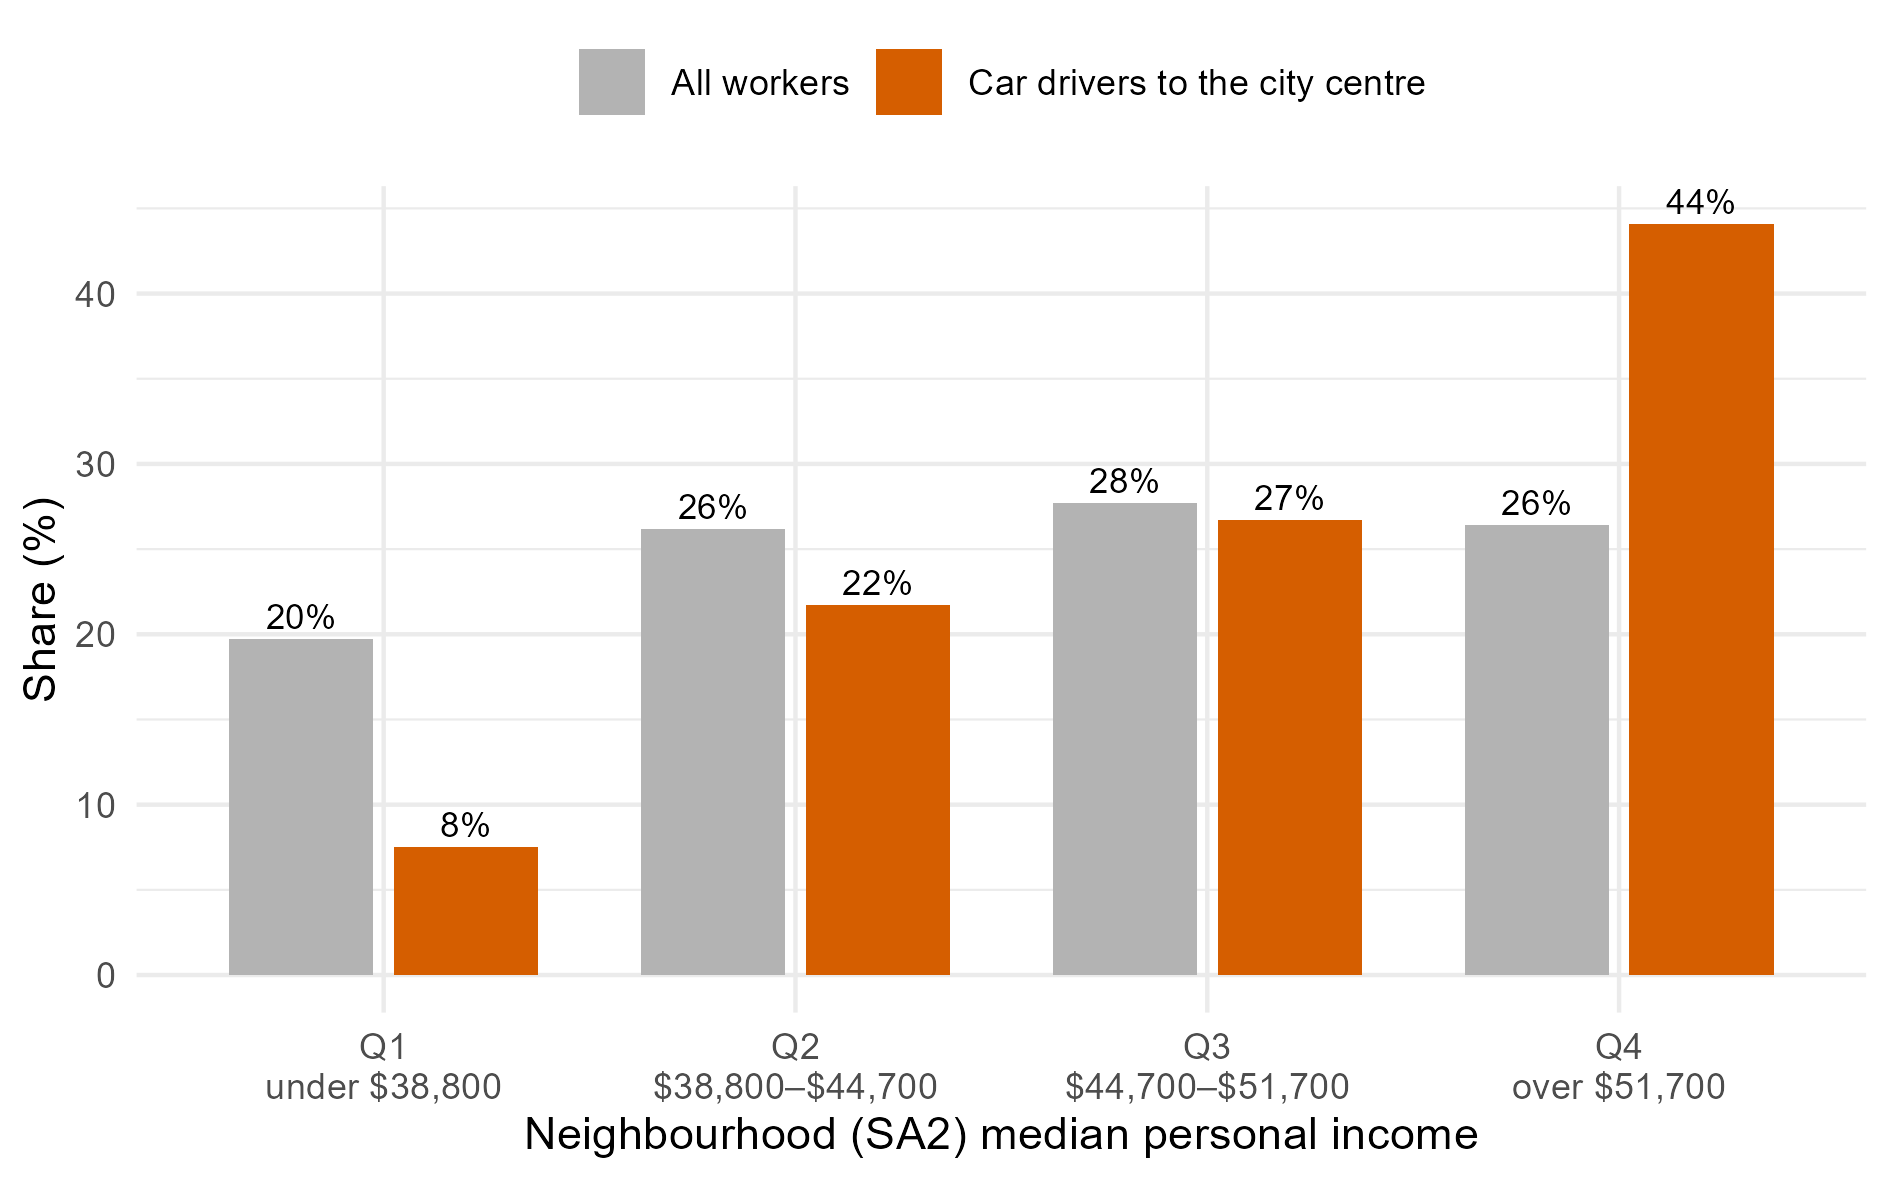 All workers Car drivers to the city centre
44%
40
30
28%
27%
26%
26%
22%
20%
20
10
8%
0
Share (%)
Q1 Q2 Q3 Q4
under $38,800 $38,800–$44,700 $44,700–$51,700 over $51,700
Neighbourhood (SA2) median personal income